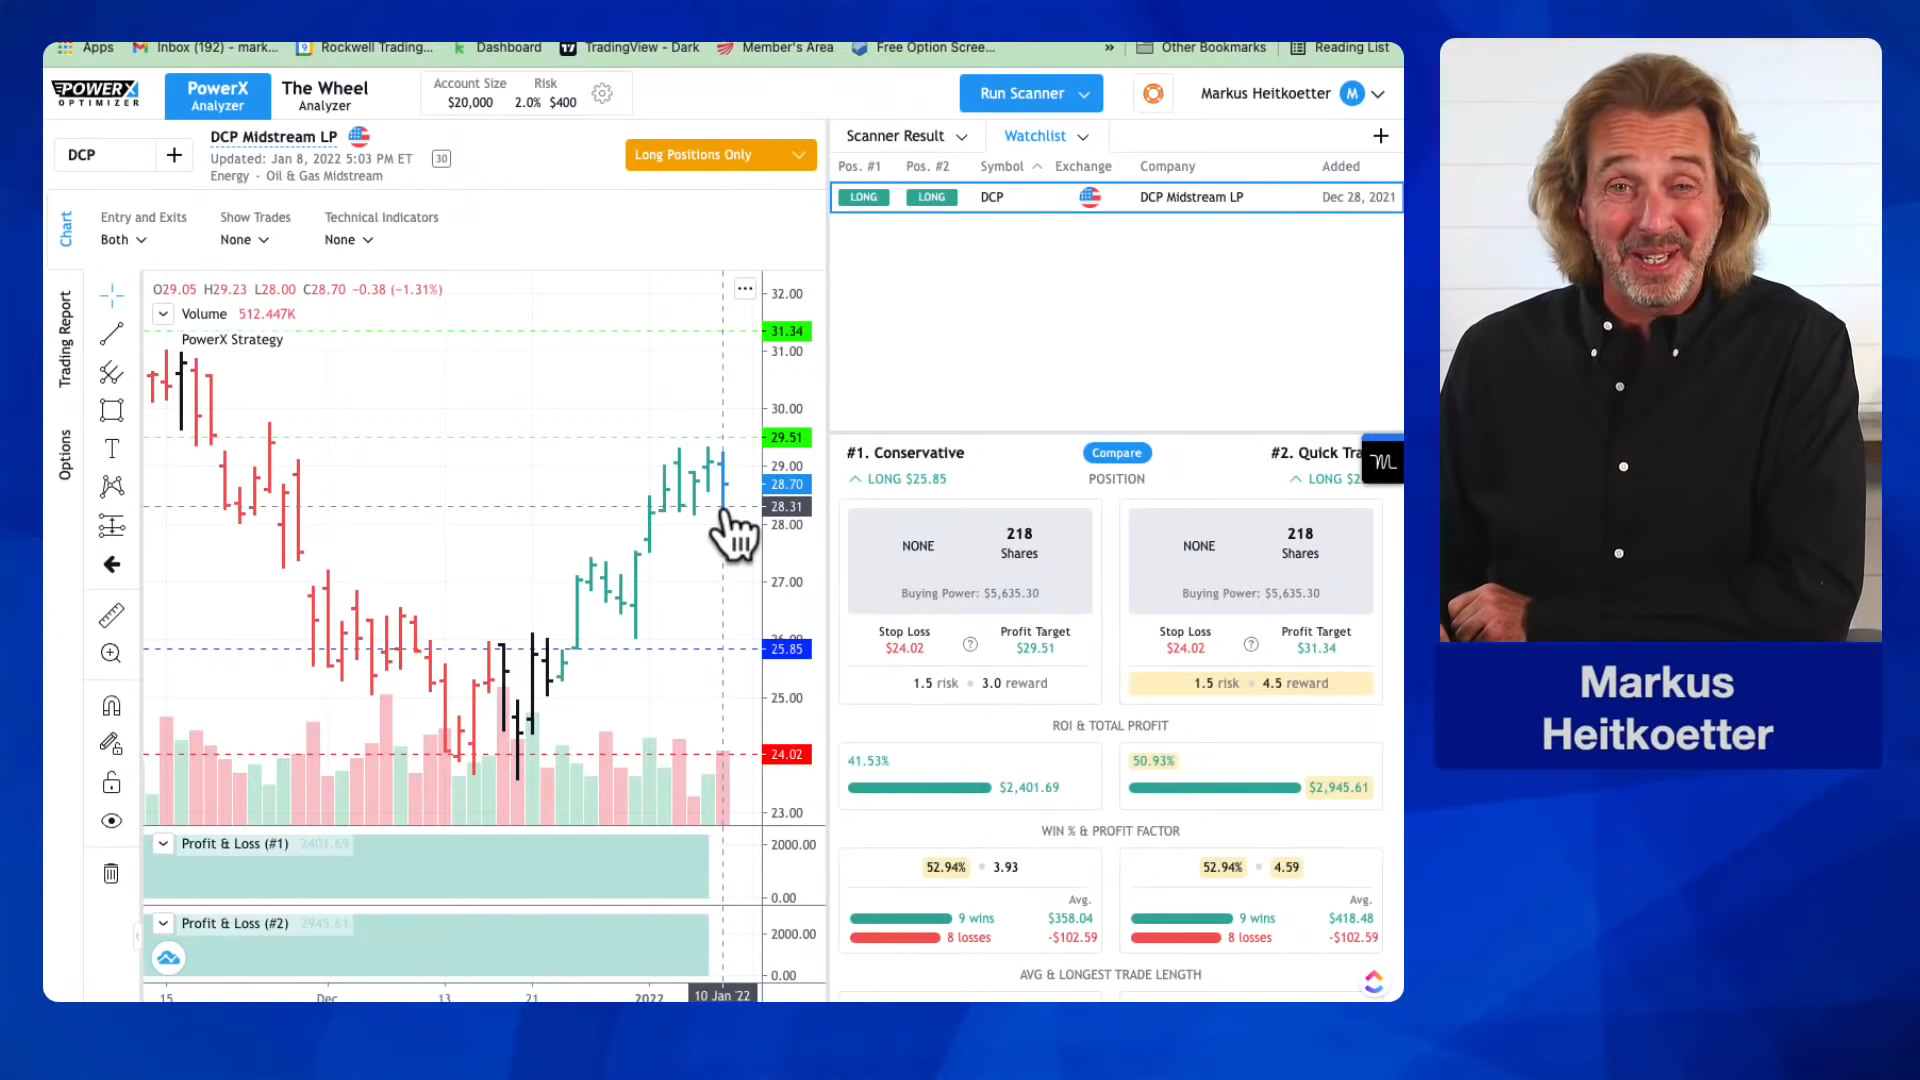 Apps
Inbox (192) - mark...
9
Rockwell Trading...
Dashboard
TradingView - Dark
Member's Area
Free Option Scree...
»
Other Bookmarks
Reading List
POWERX
OPTIMIZER
PowerX
Analyzer
The Wheel
Analyzer
Account Size
$20,000
Risk
2.0% $400
Run Scanner
Markus Heitkoetter
M
DCP
DCP Midstream LP
Updated: Jan 8, 2022 5:03 PM ET
30
Energy - Oil & Gas Midstream
Long Positions Only
Chart
Trading Report
Options
Entry and Exits
Both
Show Trades
None
Technical Indicators
None
O29.05 H29.23 L28.00 C28.70 −0.38 (−1.31%)
Volume 512.447K
PowerX Strategy
32.00
31.34
31.00
30.00
29.51
29.00
28.70
28.31
28.00
27.00
25.85
25.00
24.02
23.00
Profit & Loss (#1) 2401.69
2000.00
0.00
Profit & Loss (#2) 2945.61
2000.00
0.00
15
Dec
13
21
2022
10 Jan '22
Scanner Result
Watchlist
Pos. #1
Pos. #2
Symbol
Exchange
Company
Added
LONG
LONG
DCP
DCP Midstream LP
Dec 28, 2021
#1. Conservative
Compare
#2. Quick Tra
LONG $25.85
POSITION
LONG $2
NONE
218
Shares
Buying Power: $5,635.30
NONE
218
Shares
Buying Power: $5,635.30
Stop Loss
$24.02
Profit Target
$29.51
1.5 risk • 3.0 reward
Stop Loss
$24.02
Profit Target
$31.34
1.5 risk • 4.5 reward
ROI & TOTAL PROFIT
41.53%
$2,401.69
50.93%
$2,945.61
WIN % & PROFIT FACTOR
52.94% • 3.93
52.94% • 4.59
Avg.
9 wins $358.04
8 losses -$102.59
Avg.
9 wins $418.48
8 losses -$102.59
AVG & LONGEST TRADE LENGTH
Markus
Heitkoetter